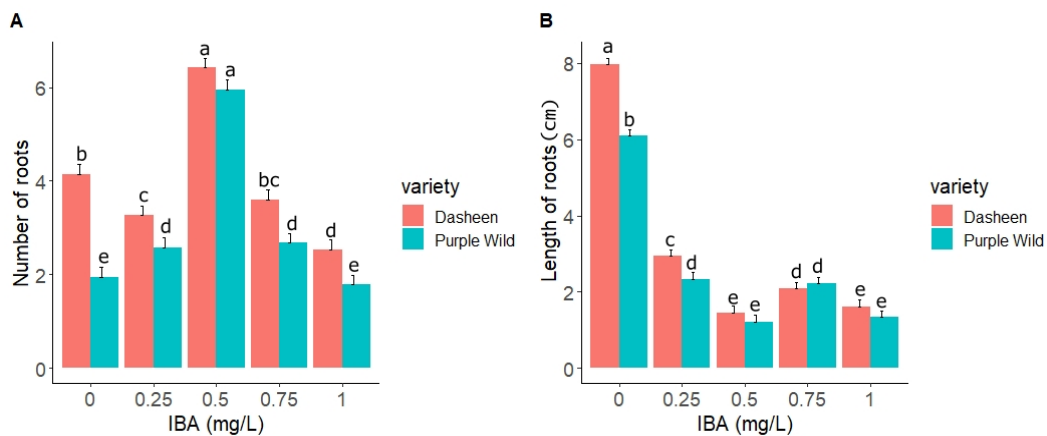 A
Number of roots
6
4
2
0
b
e
c
d
a
a
bc
d
d
e
0
0.25
0.5
0.75
1
IBA (mg/L)
variety
Dasheen
Purple Wild
B
Length of roots (cm)
8
6
4
2
0
a
b
c
d
e
e
d
d
e
e
0
0.25
0.5
0.75
1
IBA (mg/L)
variety
Dasheen
Purple Wild